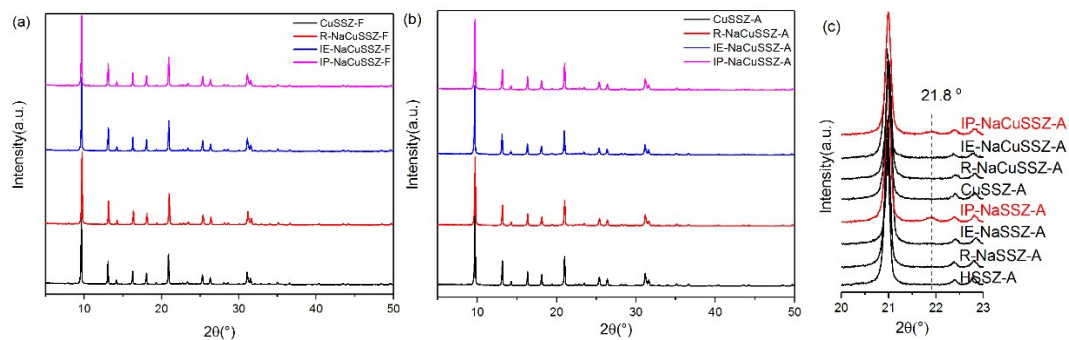 (a)
CuSSZ-F
R-NaCuSSZ-F
IE-NaCuSSZ-F
IP-NaCuSSZ-F
Intensity(a.u.)
10 20 30 40 50
2θ(°)
(b)
CuSSZ-A
R-NaCuSSZ-A
IE-NaCuSSZ-A
IP-NaCuSSZ-A
Intensity(a.u.)
10 20 30 40 50
2θ(°)
(c)
21.8 °
IP-NaCuSSZ-A
IE-NaCuSSZ-A
R-NaCuSSZ-A
CuSSZ-A
IP-NaSSZ-A
IE-NaSSZ-A
R-NaSSZ-A
HSSZ-A
Intensity(a.u.)
20 21 22 23
2θ(°)